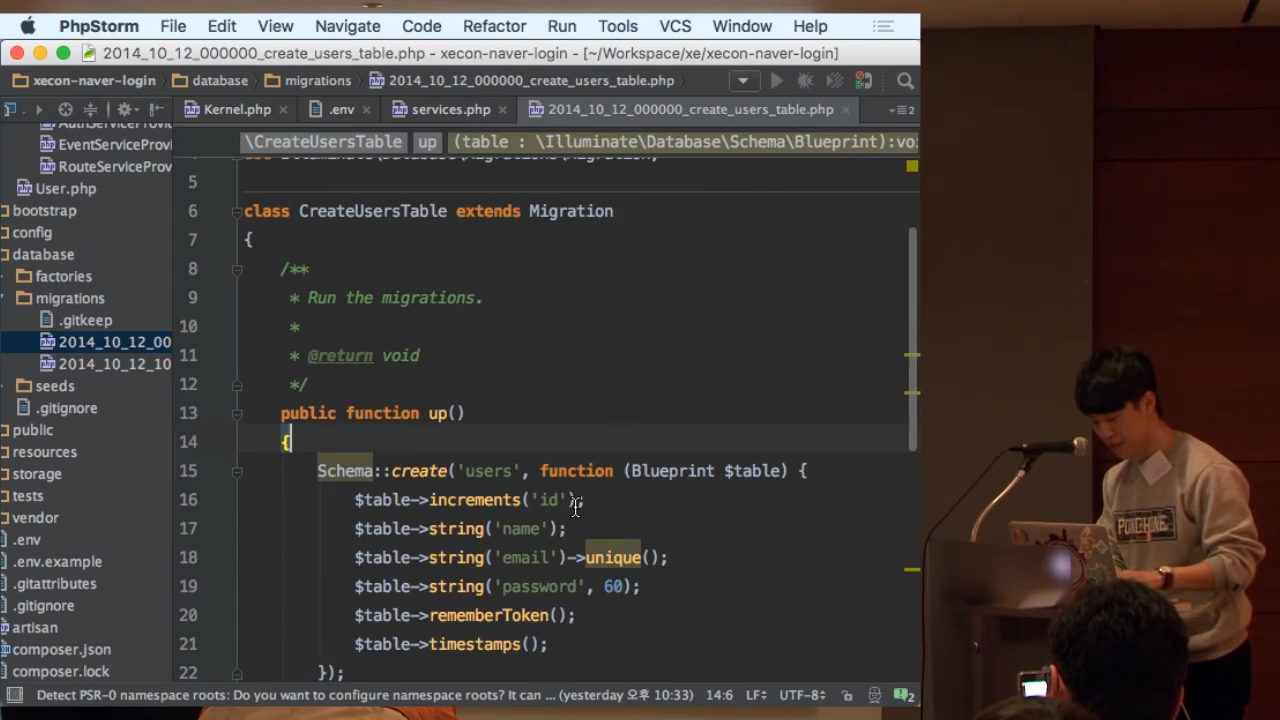 PhpStorm File Edit View Navigate Code Refactor Run Tools VCS Window Help
2014_10_12_000000_create_users_table.php - xecon-naver-login - [~/Workspace/xe/xecon-naver-login]
xecon-naver-login database migrations 2014_10_12_000000_create_users_table.php
Kernel.php .env services.php 2014_10_12_000000_create_users_table.php 2
AuthServiceProvi
EventServiceProvi
RouteServiceProv
User.php
bootstrap
config
database
factories
migrations
.gitkeep
2014_10_12_00
2014_10_12_10
seeds
.gitignore
public
resources
storage
tests
vendor
.env
.env.example
.gitattributes
.gitignore
artisan
composer.json
composer.lock
\CreateUsersTable up (table : \Illuminate\Database\Schema\Blueprint):vo
5
6 class CreateUsersTable extends Migration
7 {
8 /**
9 * Run the migrations.
10 *
11 * @return void
12 */
13 public function up()
14 {
15 Schema::create('users', function (Blueprint $table) {
16 $table->increments('id');
17 $table->string('name');
18 $table->string('email')->unique();
19 $table->string('password', 60);
20 $table->rememberToken();
21 $table->timestamps();
22 });
Detect PSR-0 namespace roots: Do you want to configure namespace roots? It can ... (yesterday 오후 10:33) 14:6 LF UTF-8 2
PUNCHLINE